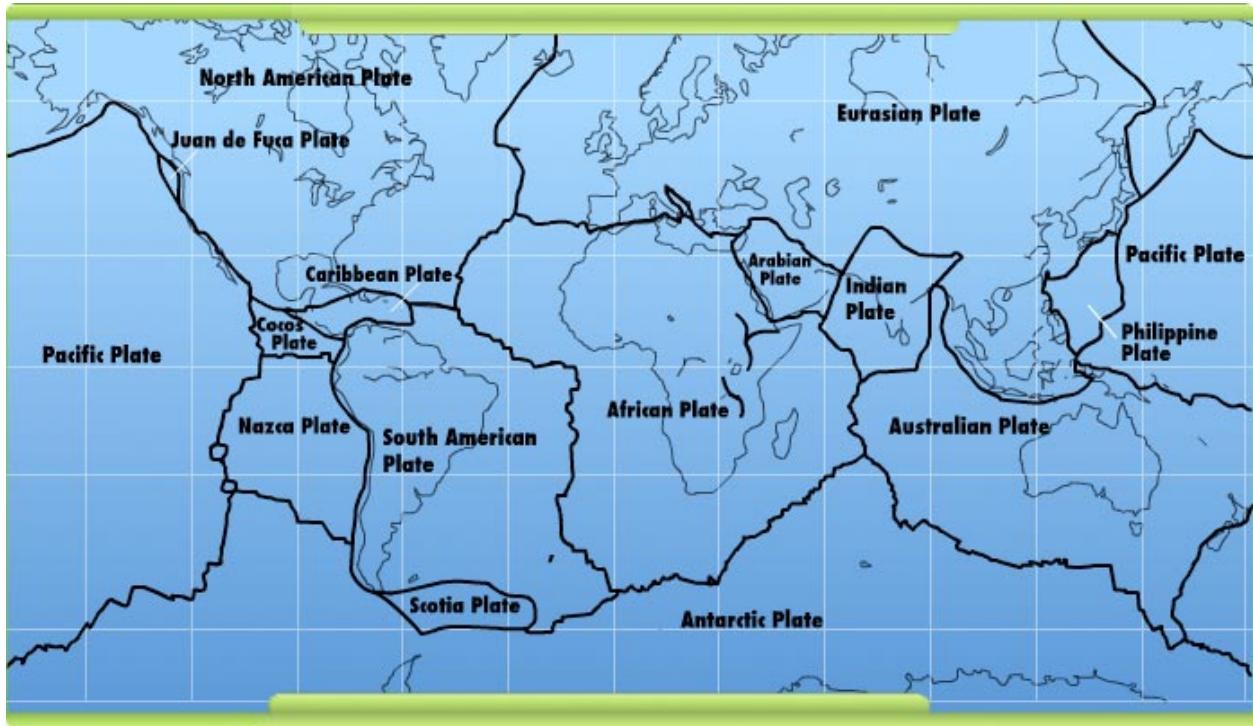 North American Plate
Juan de Fuca Plate
Eurasian Plate
Caribbean Plate
Arabian
Plate
Indian
Plate
Pacific Plate
Cocos
Plate
Philippine
Plate
Pacific Plate
Nazca Plate
South American
Plate
African Plate
Australian Plate
Scotia Plate
Antarctic Plate